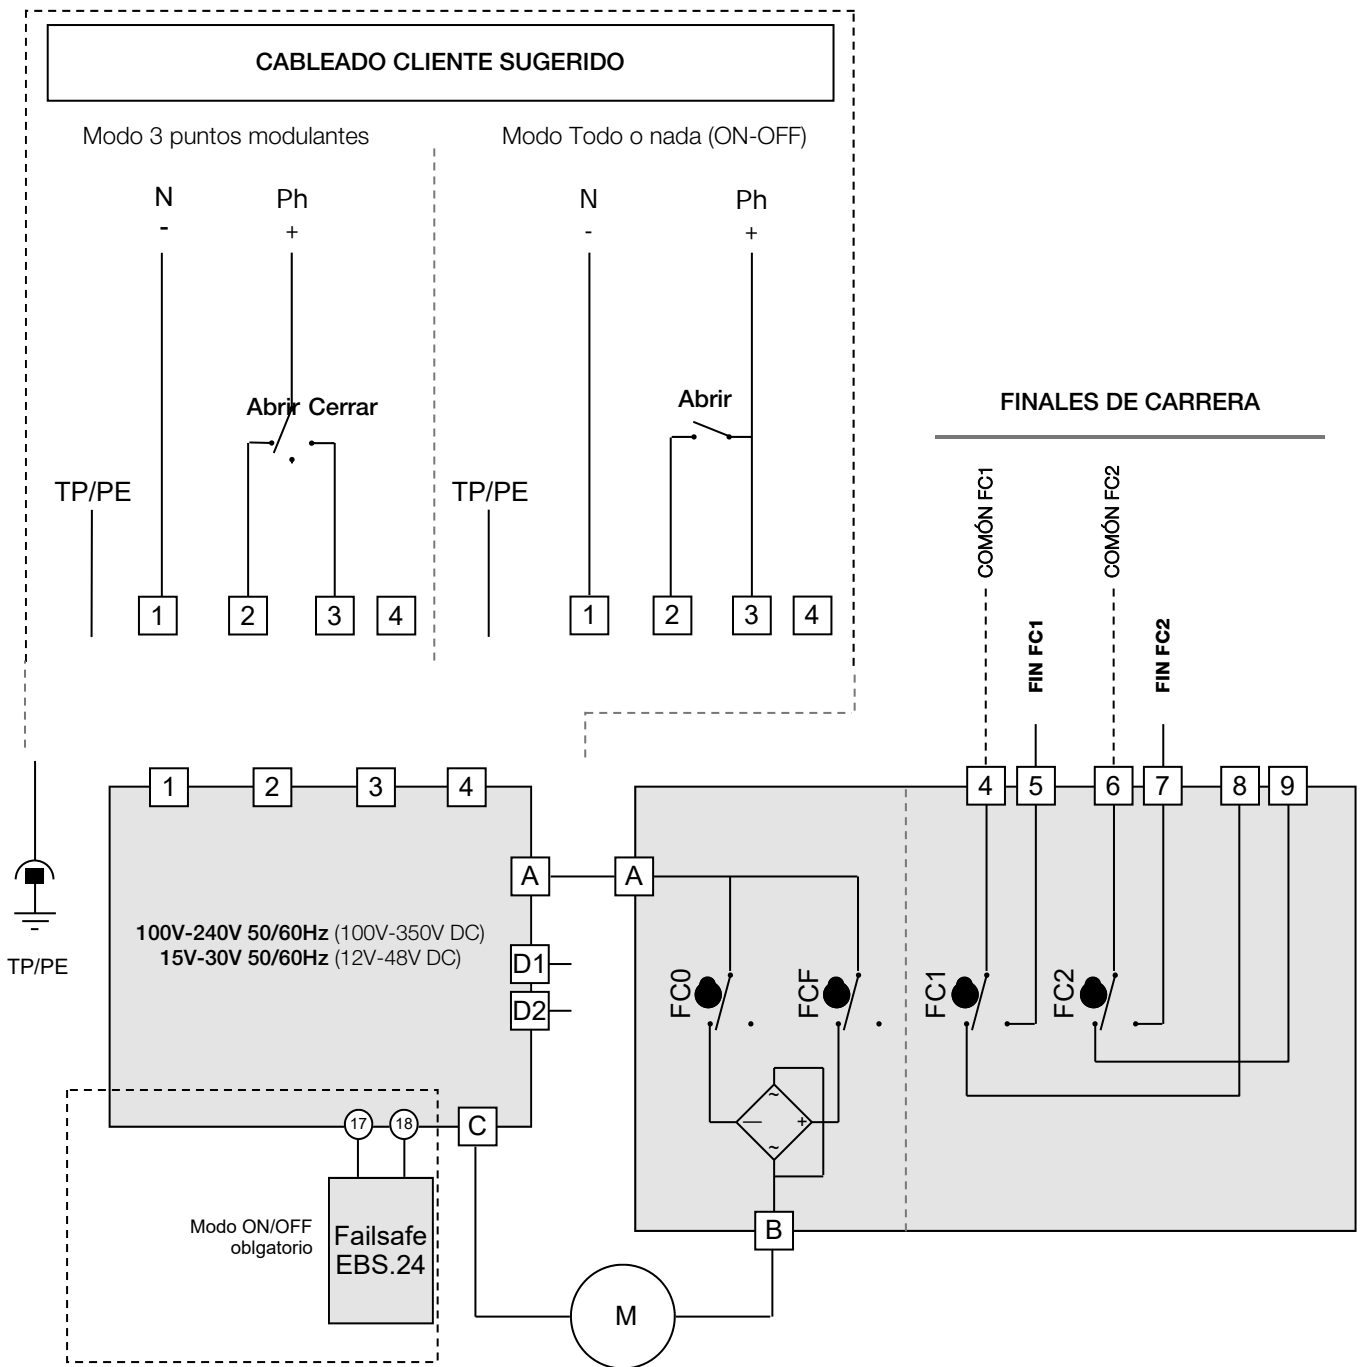 CABLEADO CLIENTE SUGERIDO
Modo 3 puntos modulantes
Modo Todo o nada (ON-OFF)
N
Ph
N
Ph
-
+
-
+
Abrir Cerrar
Abrir
FINALES DE CARRERA
TP/PE
TP/PE
COMÓN FC1
COMÓN FC2
1
2
3
4
1
2
3
4
FIN FC1
FIN FC2
1
2
3
4
4
5
6
7
8
9
A
A
100V-240V 50/60Hz (100V-350V DC)
15V-30V 50/60Hz (12V-48V DC)
TP/PE
D1
D2
FC0
FCF
FC1
FC2
~
—
+
~
17
18
C
Modo ON/OFF
oblgatorio
Failsafe
EBS.24
B
M